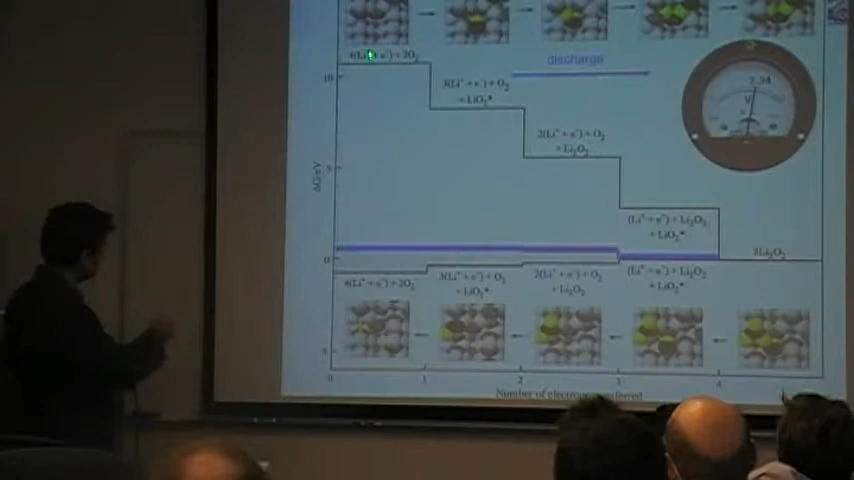 4(Li⁺ + e⁻) + 2O₂
discharge
2.34
V
10
3(Li⁺ + e⁻) + O₂
+ LiO₂*
2(Li⁺ + e⁻) + O₂
+ Li₂O₂
5
ΔG/eV
(Li⁺ + e⁻) + Li₂O₂
+ LiO₂*
0
2Li₂O₂
4(Li⁺ + e⁻) + 2O₂
3(Li⁺ + e⁻) + O₂
+ LiO₂*
2(Li⁺ + e⁻) + O₂
+ Li₂O₂
(Li⁺ + e⁻) + Li₂O₂
+ LiO₂*
0 1 2 3 4
Number of electrons transferred